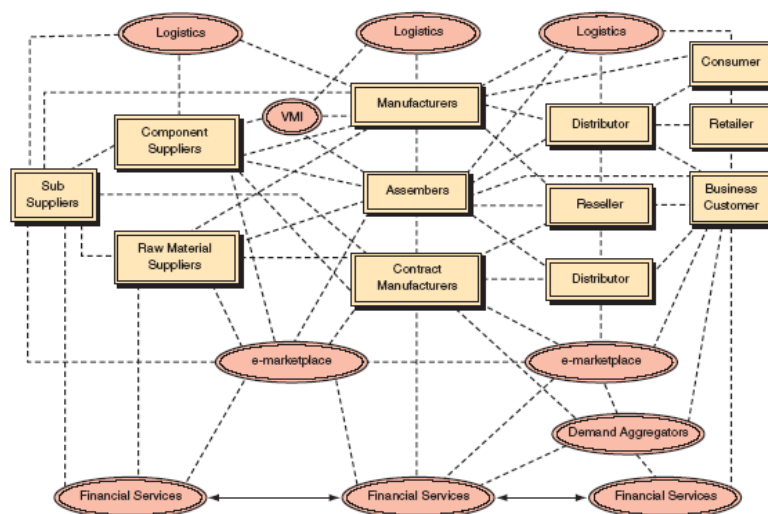 Logistics
Logistics
Logistics
Consumer
VMI
Manufacturers
Component
Suppliers
Distributor
Retailer
Sub
Suppliers
Assembers
Reseller
Business
Customer
Raw Material
Suppliers
Contract
Manufacturers
Distributor
e-marketplace
e-marketplace
Demand Aggregators
Financial Services
Financial Services
Financial Services